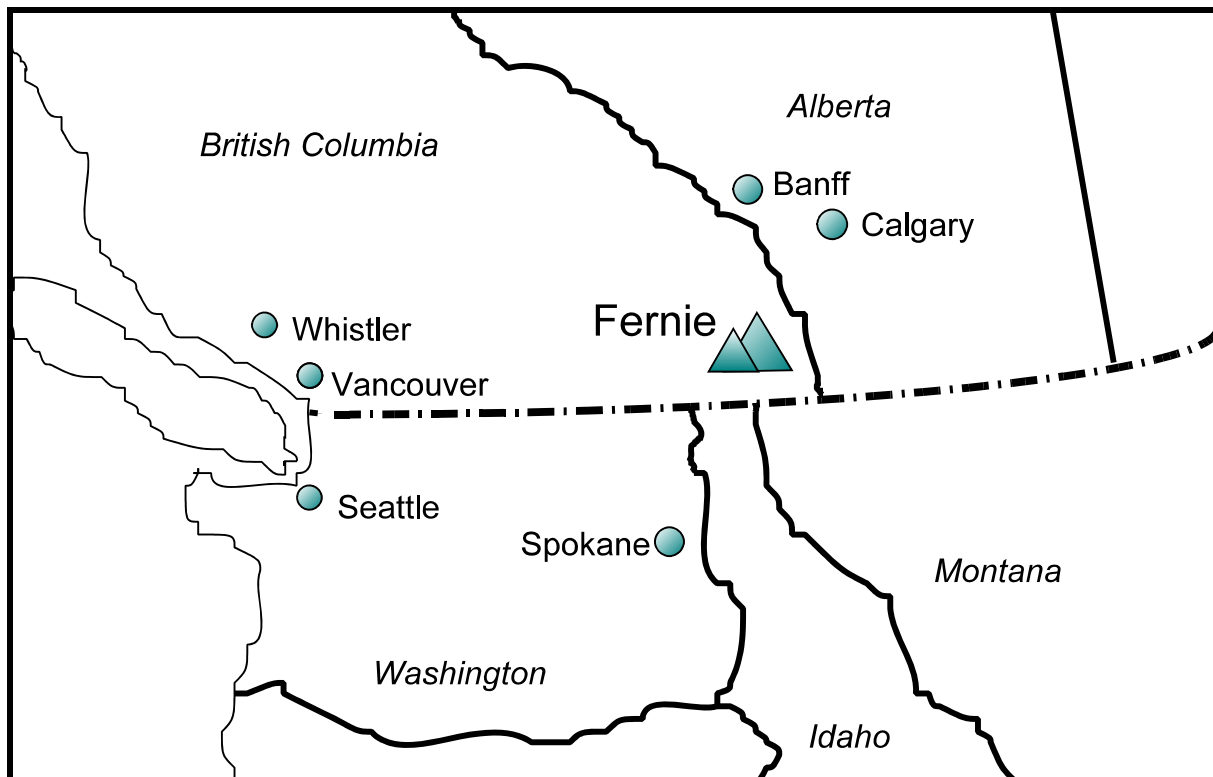 Alberta
British Columbia
Banff
Calgary
Fernie
Whistler
Vancouver
Seattle
Spokane
Montana
Washington
Idaho